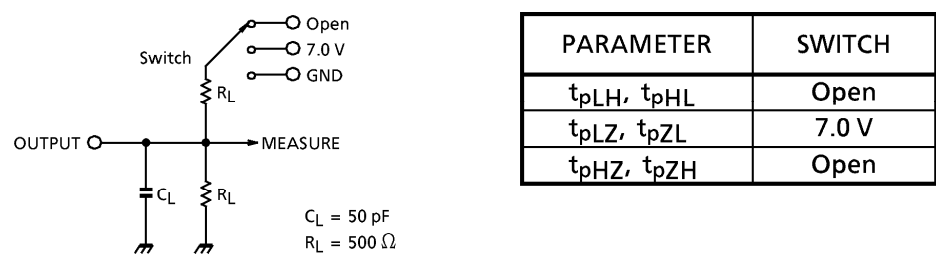 Open
Switch
7.0 V
GND
RL
OUTPUT
MEASURE
CL
RL
CL = 50 pF
RL = 500 Ω
PARAMETER SWITCH
tpLH, tpHL Open
tpLZ, tpZL 7.0 V
tpHZ, tpZH Open